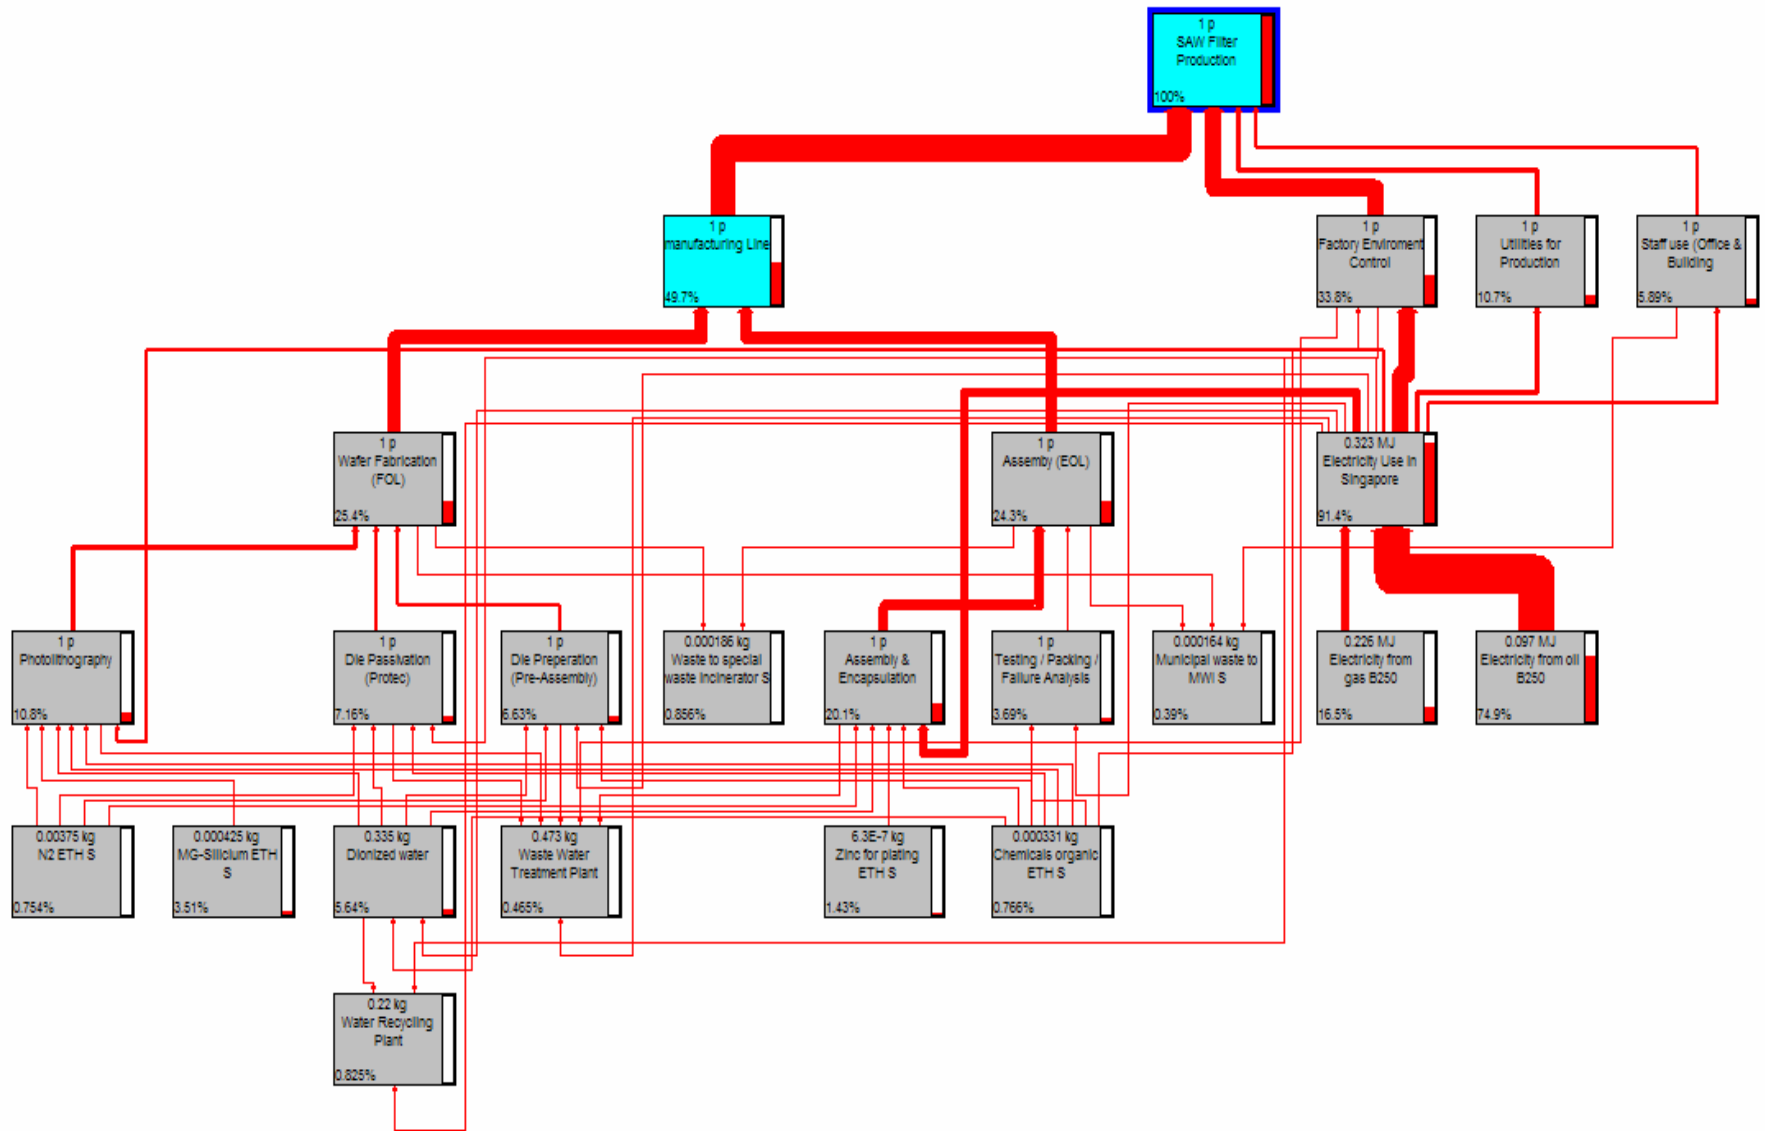 1 p
SAW Filter
Production
100%
1 p
manufacturing Line
49.7%
1 p
Factory Enviroment
Control
33.8%
1 p
Utilities for
Production
10.7%
1 p
Staff use (Office &
Building
5.89%
1 p
Wafer Fabrication
(FOL)
25.4%
1 p
Assemby (EOL)
24.3%
0.323 MJ
Electricity Use in
Singapore
91.4%
1 p
Photolithography
10.8%
1 p
Die Passivation
(Protec)
7.16%
1 p
Die Preperation
(Pre-Assembly)
6.63%
0.000186 kg
Waste to special
waste incinerator S
0.856%
1 p
Assembly &
Encapsulation
20.1%
1 p
Testing / Packing /
Failure Analysis
3.69%
0.000164 kg
Municipal waste to
MWI S
0.39%
0.226 MJ
Electricity from
gas B250
16.5%
0.097 MJ
Electricity from oil
B250
74.9%
0.00375 kg
N2 ETH S
0.754%
0.000425 kg
MG-Silicium ETH
S
3.51%
0.335 kg
Dionized water
5.64%
0.473 kg
Waste Water
Treatment Plant
0.465%
6.3E-7 kg
Zinc for plating
ETH S
1.43%
0.000331 kg
Chemicals organic
ETH S
0.766%
0.22 kg
Water Recycling
Plant
0.825%